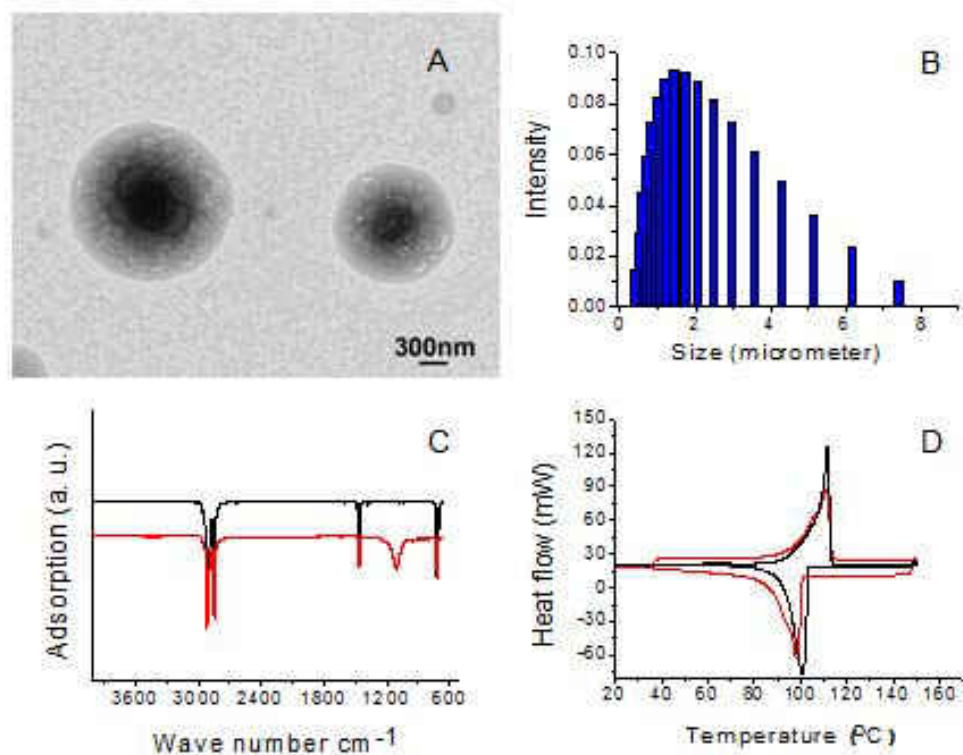 A
300nm
B
0.10
0.08
0.06
0.04
0.02
0.00
Intensity
0 2 4 6 8
Size (micrometer)
C
Adsorption (a. u.)
3600 3000 2400 1800 1200 600
Wave number cm-1
D
150
120
90
60
30
0
-30
-60
Heat flow (mW)
20 40 60 80 100 120 140 160
Temperature (ºC)